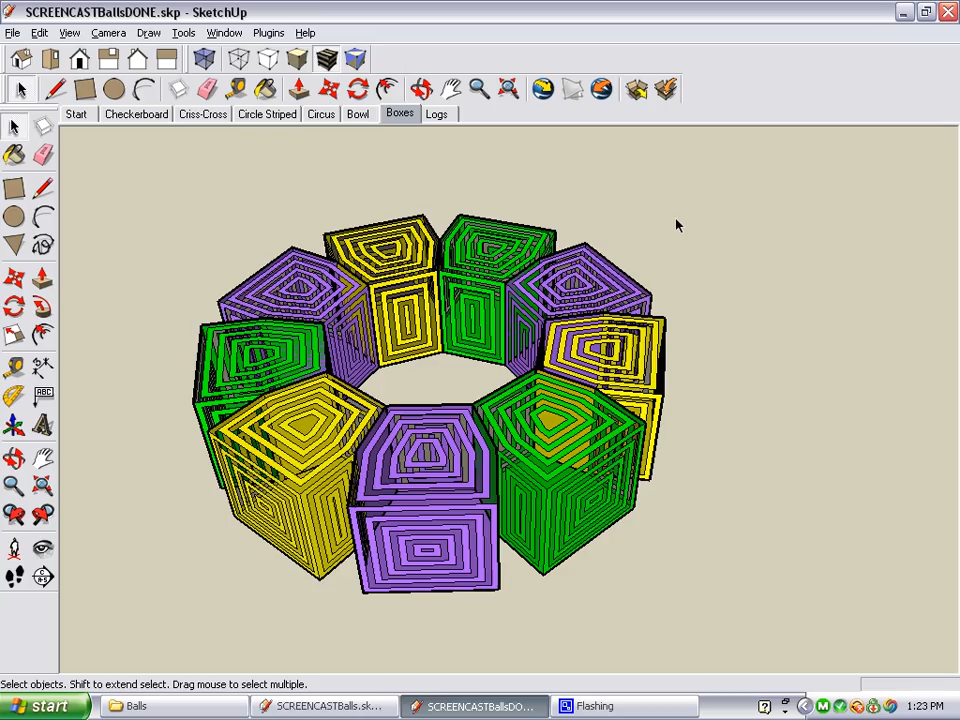 SCREENCASTBallsDONE.skp - SketchUp
File Edit View Camera Draw Tools Window Plugins Help
Start Checkerboard Criss-Cross Circle Striped Circus Bowl Boxes Logs
ABC
Select objects. Shift to extend select. Drag mouse to select multiple.
start Balls SCREENCASTBalls.sk... SCREENCASTBallsDO... Flashing 1:23 PM